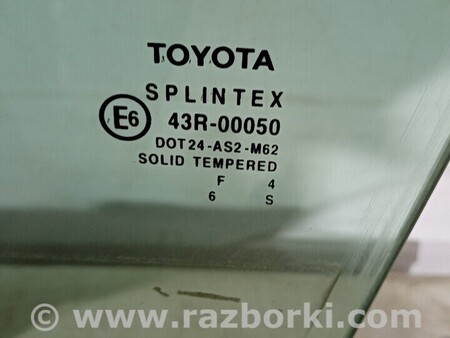 TOYOTA
SPLINTEX
E6 43R-00050
DOT24-AS2-M62
SOLID TEMPERED
F 4
6 S
© www.razborki.com